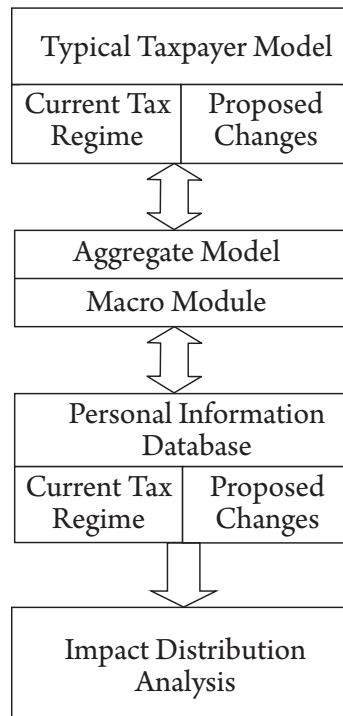 Typical Taxpayer Model
Current Tax
Regime
Proposed
Changes
Aggregate Model
Macro Module
Personal Information
Database
Current Tax
Regime
Proposed
Changes
Impact Distribution
Analysis